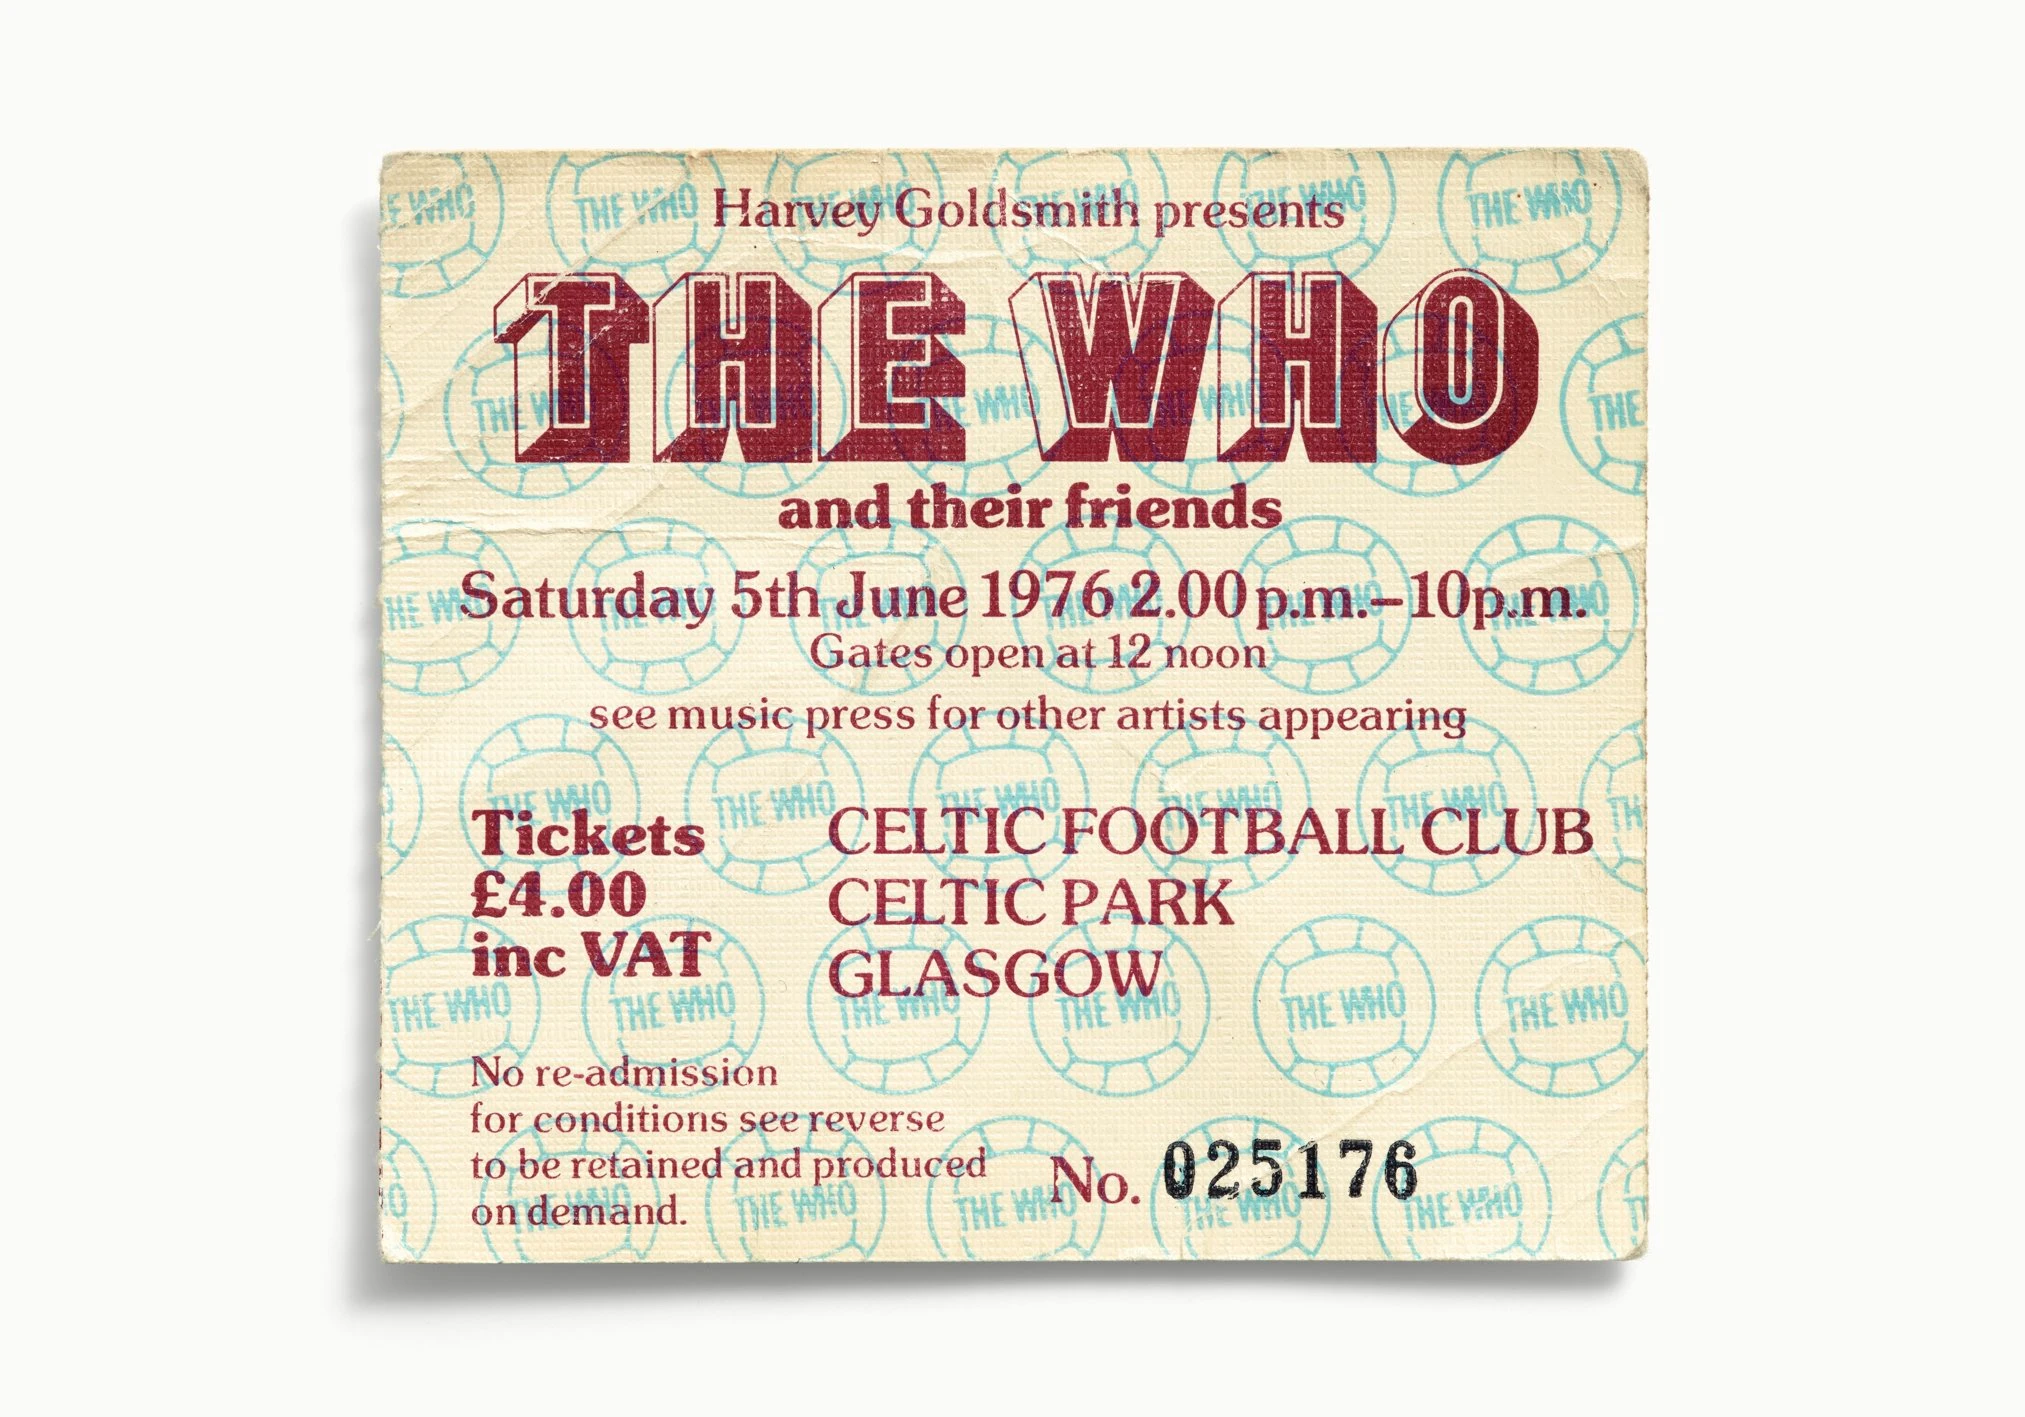 Harvey Goldsmith presents
THE WHO
and their friends
Saturday 5th June 1976 2.00 p.m.–10p.m.
Gates open at 12 noon
see music press for other artists appearing
Tickets
£4.00
inc VAT
CELTIC FOOTBALL CLUB
CELTIC PARK
GLASGOW
No re-admission
for conditions see reverse
to be retained and produced
on demand.
No. 025176
THE WHO